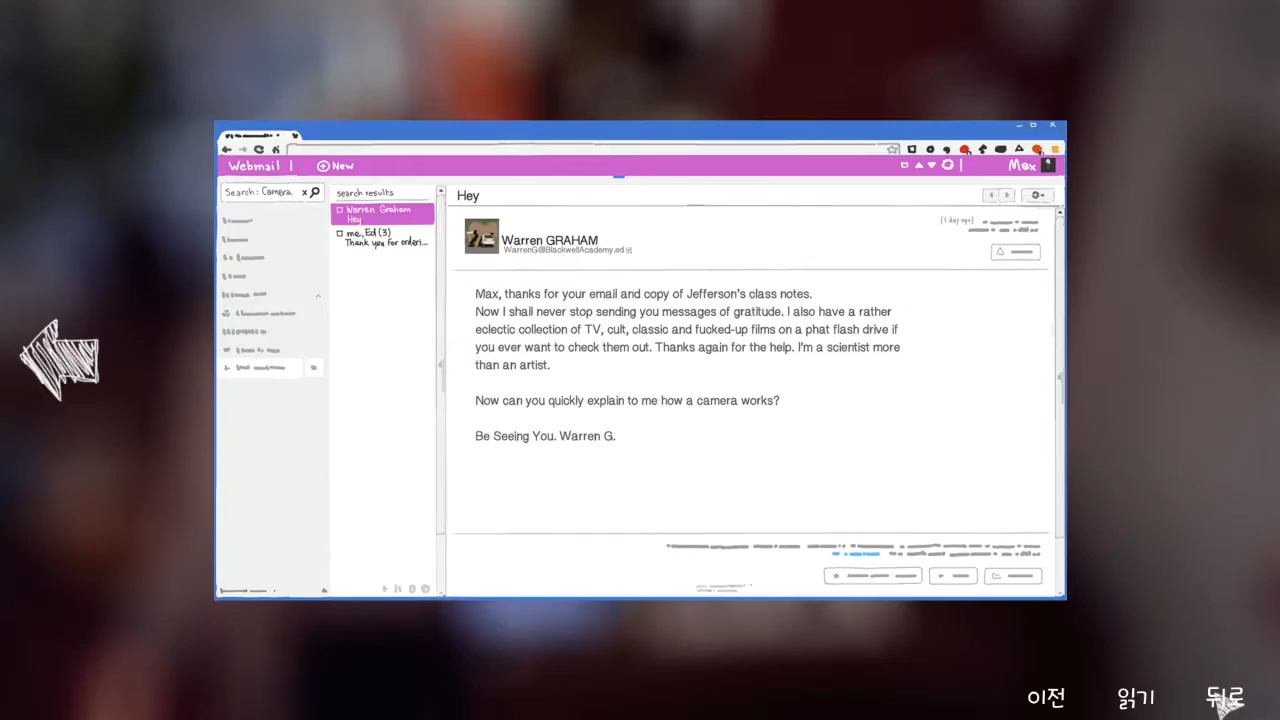 Webmail |
New
Max
Search: Camera x
search results
Warren Graham
Hey
me, Ed (3)
Thank you for orderi...
Hey
(1 day ago)
Warren GRAHAM
WarrenG@BlackwellAcademy.ed
Max, thanks for your email and copy of Jefferson's class notes.
Now I shall never stop sending you messages of gratitude. I also have a rather
eclectic collection of TV, cult, classic and fucked-up films on a phat flash drive if
you ever want to check them out. Thanks again for the help. I'm a scientist more
than an artist.
Now can you quickly explain to me how a camera works?
Be Seeing You. Warren G.
이전
읽기
뒤로